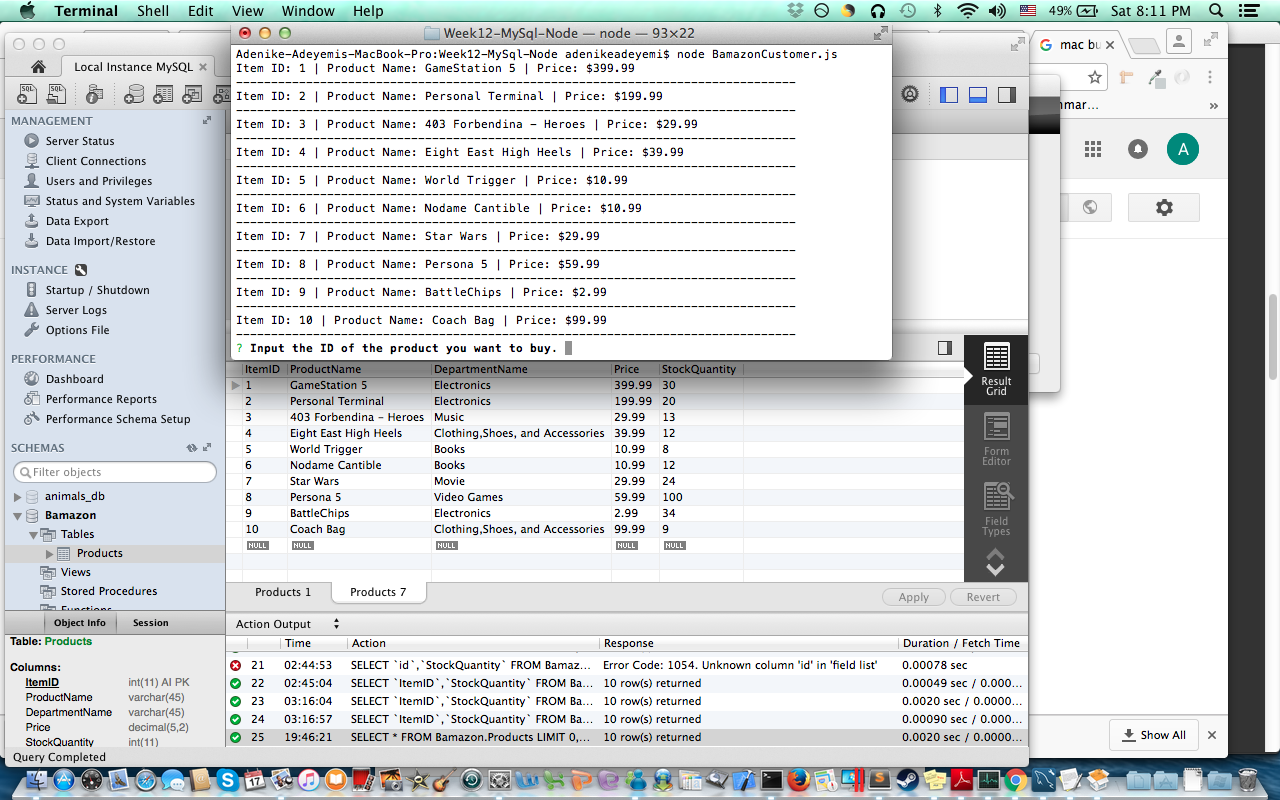 Terminal Shell Edit View Window Help 49% Sat 8:11 PM
Week12-MySql-Node — node — 93×22
Adenike-Adeyemis-MacBook-Pro:Week12-MySql-Node adenikeadeyemi$ node BamazonCustomer.js
Item ID: 1 | Product Name: GameStation 5 | Price: $399.99
Item ID: 2 | Product Name: Personal Terminal | Price: $199.99
Item ID: 3 | Product Name: 403 Forbendina - Heroes | Price: $29.99
Item ID: 4 | Product Name: Eight East High Heels | Price: $39.99
Item ID: 5 | Product Name: World Trigger | Price: $10.99
Item ID: 6 | Product Name: Nodame Cantible | Price: $10.99
Item ID: 7 | Product Name: Star Wars | Price: $29.99
Item ID: 8 | Product Name: Persona 5 | Price: $59.99
Item ID: 9 | Product Name: BattleChips | Price: $2.99
Item ID: 10 | Product Name: Coach Bag | Price: $99.99
? Input the ID of the product you want to buy.
Local Instance MySQL
MANAGEMENT
Server Status
Client Connections
Users and Privileges
Status and System Variables
Data Export
Data Import/Restore
INSTANCE
Startup / Shutdown
Server Logs
Options File
PERFORMANCE
Dashboard
Performance Reports
Performance Schema Setup
SCHEMAS
Filter objects
animals_db
Bamazon
Tables
Products
Views
Stored Procedures
Functions
Object Info Session
Table: Products
Columns:
ItemID int(11) AI PK
ProductName varchar(45)
DepartmentName varchar(45)
Price decimal(5,2)
StockQuantity int(11)
Query Completed
ItemID ProductName DepartmentName Price StockQuantity
1 GameStation 5 Electronics 399.99 30
2 Personal Terminal Electronics 199.99 20
3 403 Forbendina - Heroes Music 29.99 13
4 Eight East High Heels Clothing,Shoes, and Accessories 39.99 12
5 World Trigger Books 10.99 8
6 Nodame Cantible Books 10.99 12
7 Star Wars Movie 29.99 24
8 Persona 5 Video Games 59.99 100
9 BattleChips Electronics 2.99 34
10 Coach Bag Clothing,Shoes, and Accessories 99.99 9
NULL NULL NULL NULL NULL
Result
Grid
Form
Editor
Field
Types
Products 1 Products 7 Apply Revert
Action Output
Time Action Response Duration / Fetch Time
21 02:44:53 SELECT `id`,`StockQuantity` FROM Bamaz... Error Code: 1054. Unknown column 'id' in 'field list' 0.00078 sec
22 02:45:04 SELECT `ItemID`,`StockQuantity` FROM Ba... 10 row(s) returned 0.00049 sec / 0.000...
23 03:16:04 SELECT `ItemID`,`StockQuantity` FROM Ba... 10 row(s) returned 0.0020 sec / 0.0000...
24 03:16:57 SELECT `ItemID`,`StockQuantity` FROM Ba... 10 row(s) returned 0.00090 sec / 0.000...
25 19:46:21 SELECT * FROM Bamazon.Products LIMIT 0,... 10 row(s) returned 0.0020 sec / 0.0000...
mac bu
mmar...
A
Show All